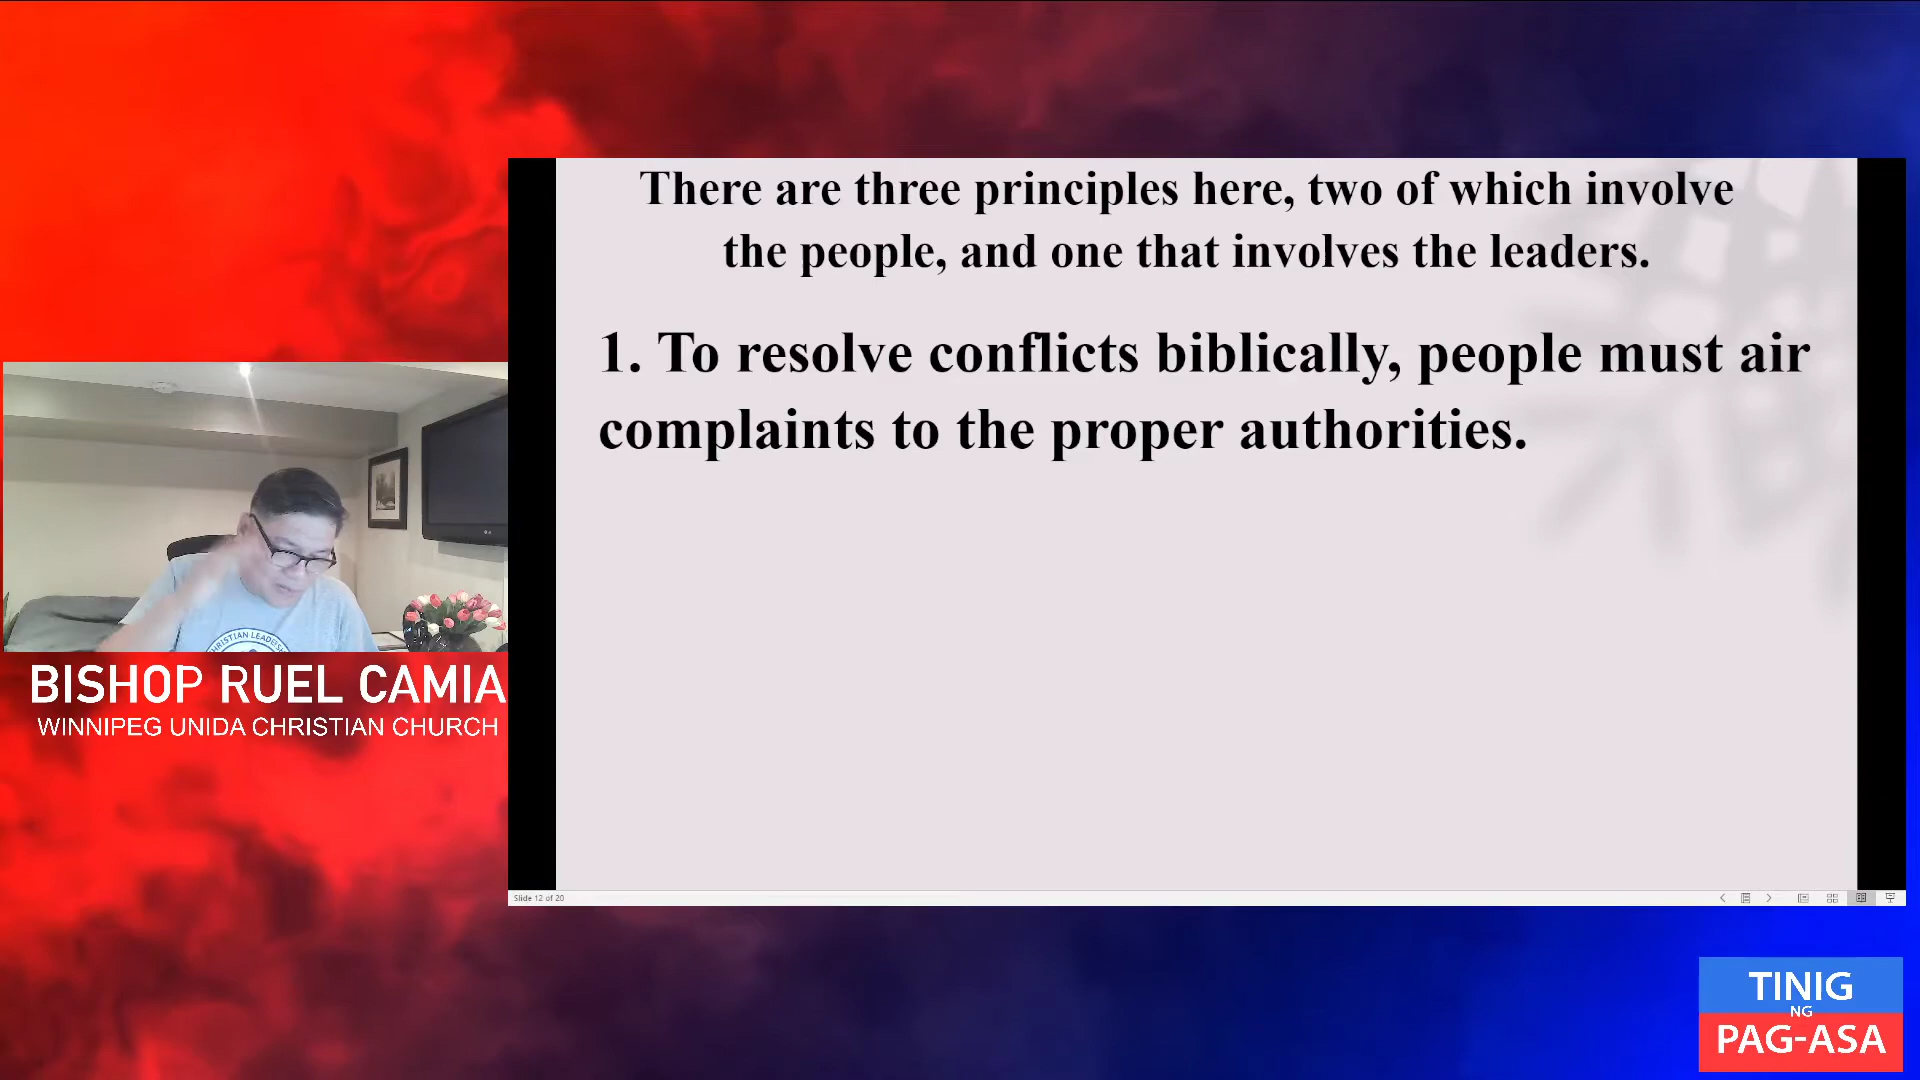 There are three principles here, two of which involve
the people, and one that involves the leaders.
1. To resolve conflicts biblically, people must air
complaints to the proper authorities.
CHRISTIAN LEADERSH
BISHOP RUEL CAMIA
WINNIPEG UNIDA CHRISTIAN CHURCH
Slide 12 of 20
TINIG
NG
PAG-ASA